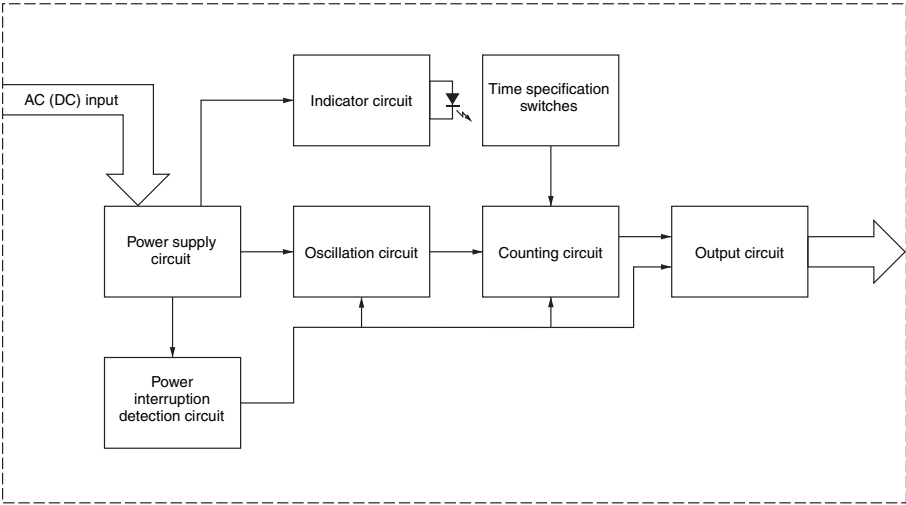 AC (DC) input
Indicator circuit
Time specification
switches
Power supply
circuit
Oscillation circuit
Counting circuit
Output circuit
Power
interruption
detection circuit